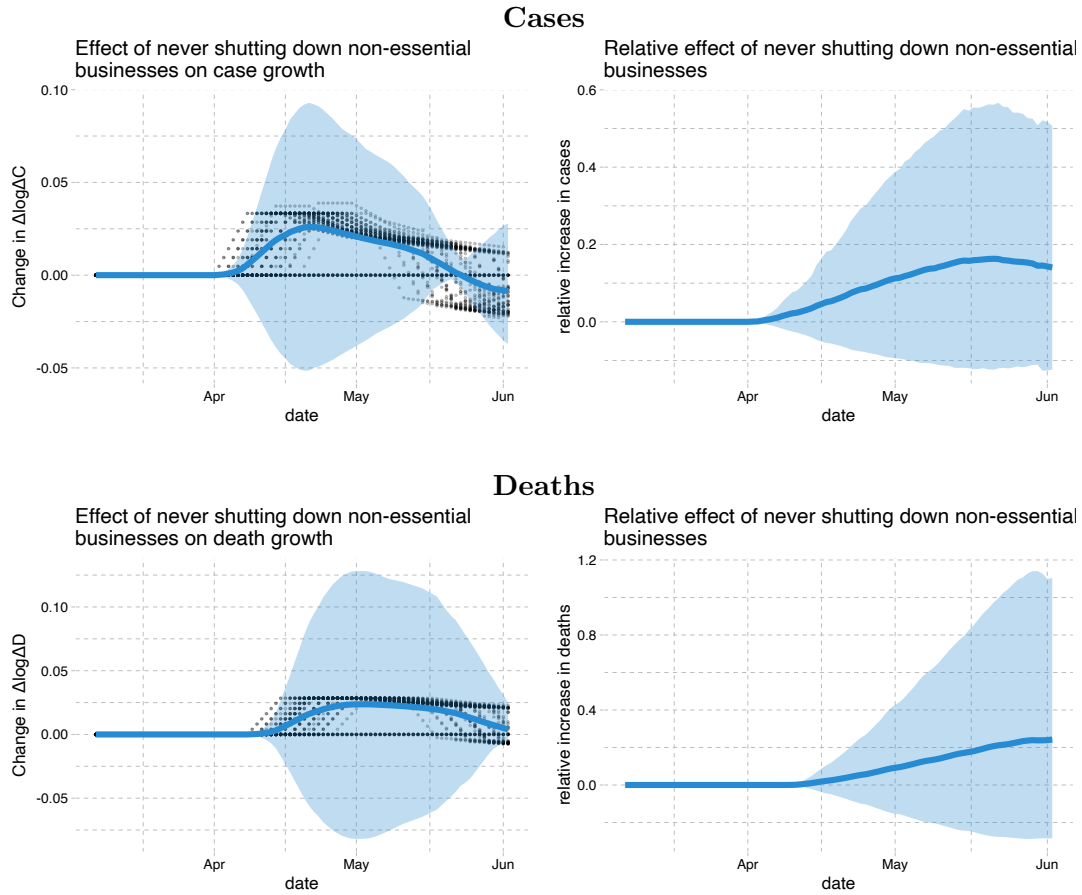 Cases
Effect of never shutting down non-essential
businesses on case growth
0.10
0.05
0.00
-0.05
Change in ΔlogΔC
Apr
May
Jun
date
Relative effect of never shutting down non-essential
businesses
0.6
0.4
0.2
0.0
relative increase in cases
Apr
May
Jun
date
Deaths
Effect of never shutting down non-essential
businesses on death growth
0.10
0.05
0.00
-0.05
Change in ΔlogΔD
Apr
May
Jun
date
Relative effect of never shutting down non-essential
businesses
1.2
0.8
0.4
0.0
relative increase in deaths
Apr
May
Jun
date